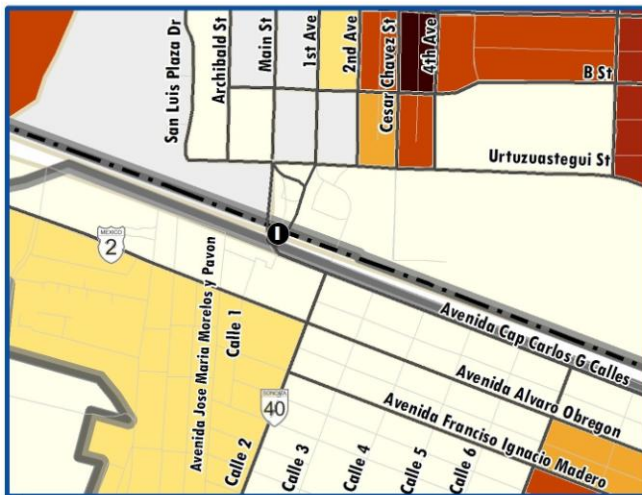 San Luis Plaza Dr
Archibald St
Main St
1st Ave
2nd Ave
Cesar Chavez St
4th Ave
B St
Urtuzuastegui St
MEXICO
2
Avenida Jose Maria Morelos y Pavon
Calle 1
Avenida Cap Carlos G Calles
Avenida Alvaro Obregon
Avenida Franciso Ignacio Madero
40
Calle 2
Calle 3
Calle 4
Calle 5
Calle 6